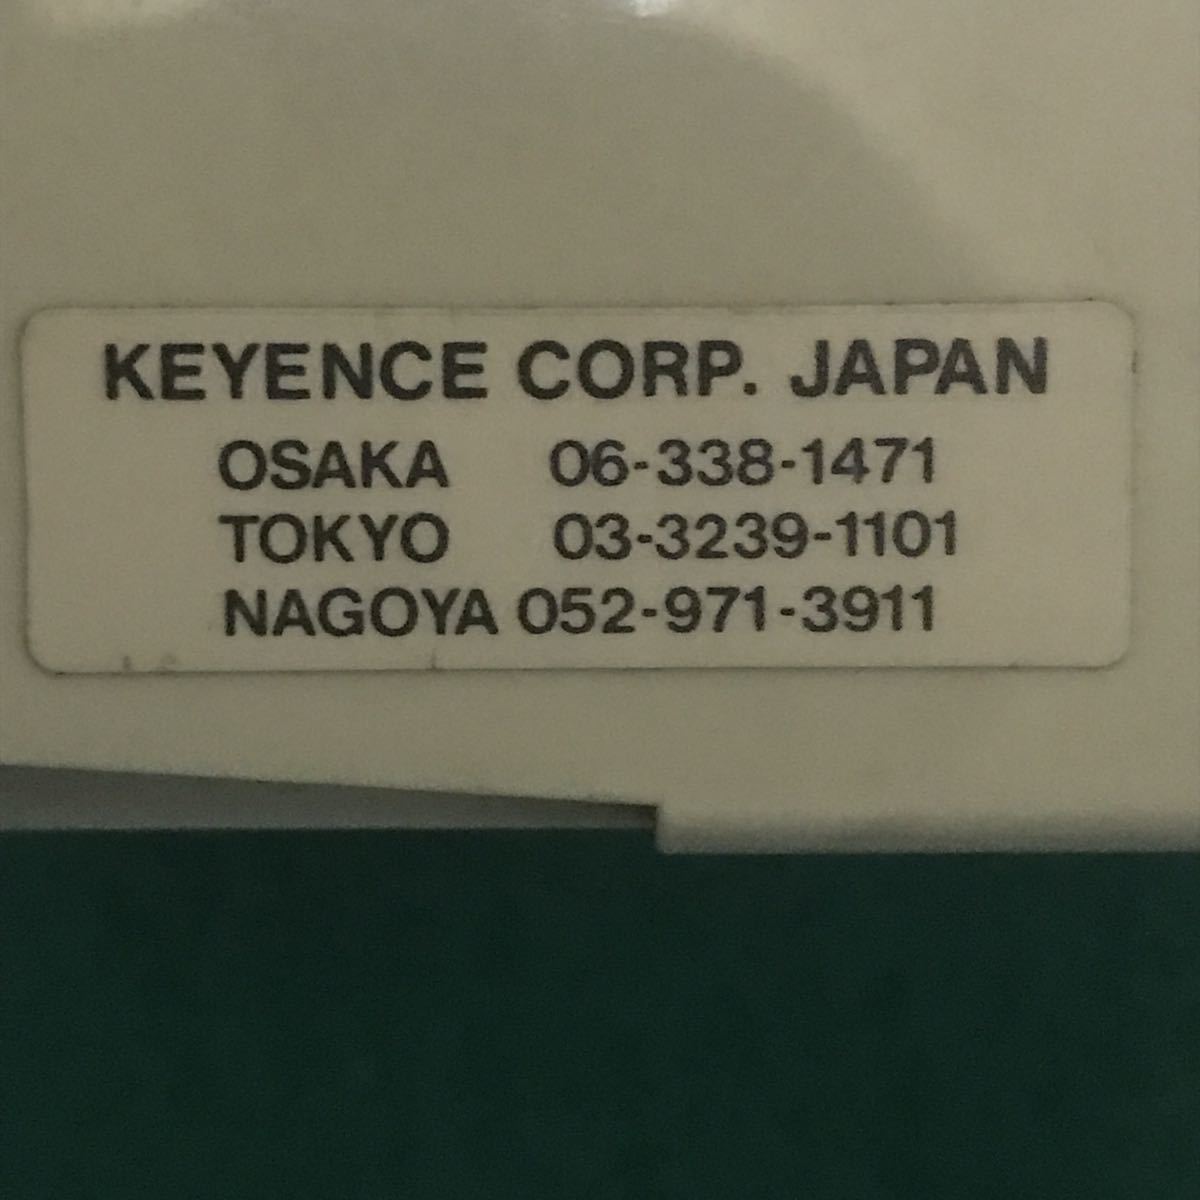 KEYENCE CORP. JAPAN
OSAKA 06-338-1471
TOKYO 03-3239-1101
NAGOYA 052-971-3911